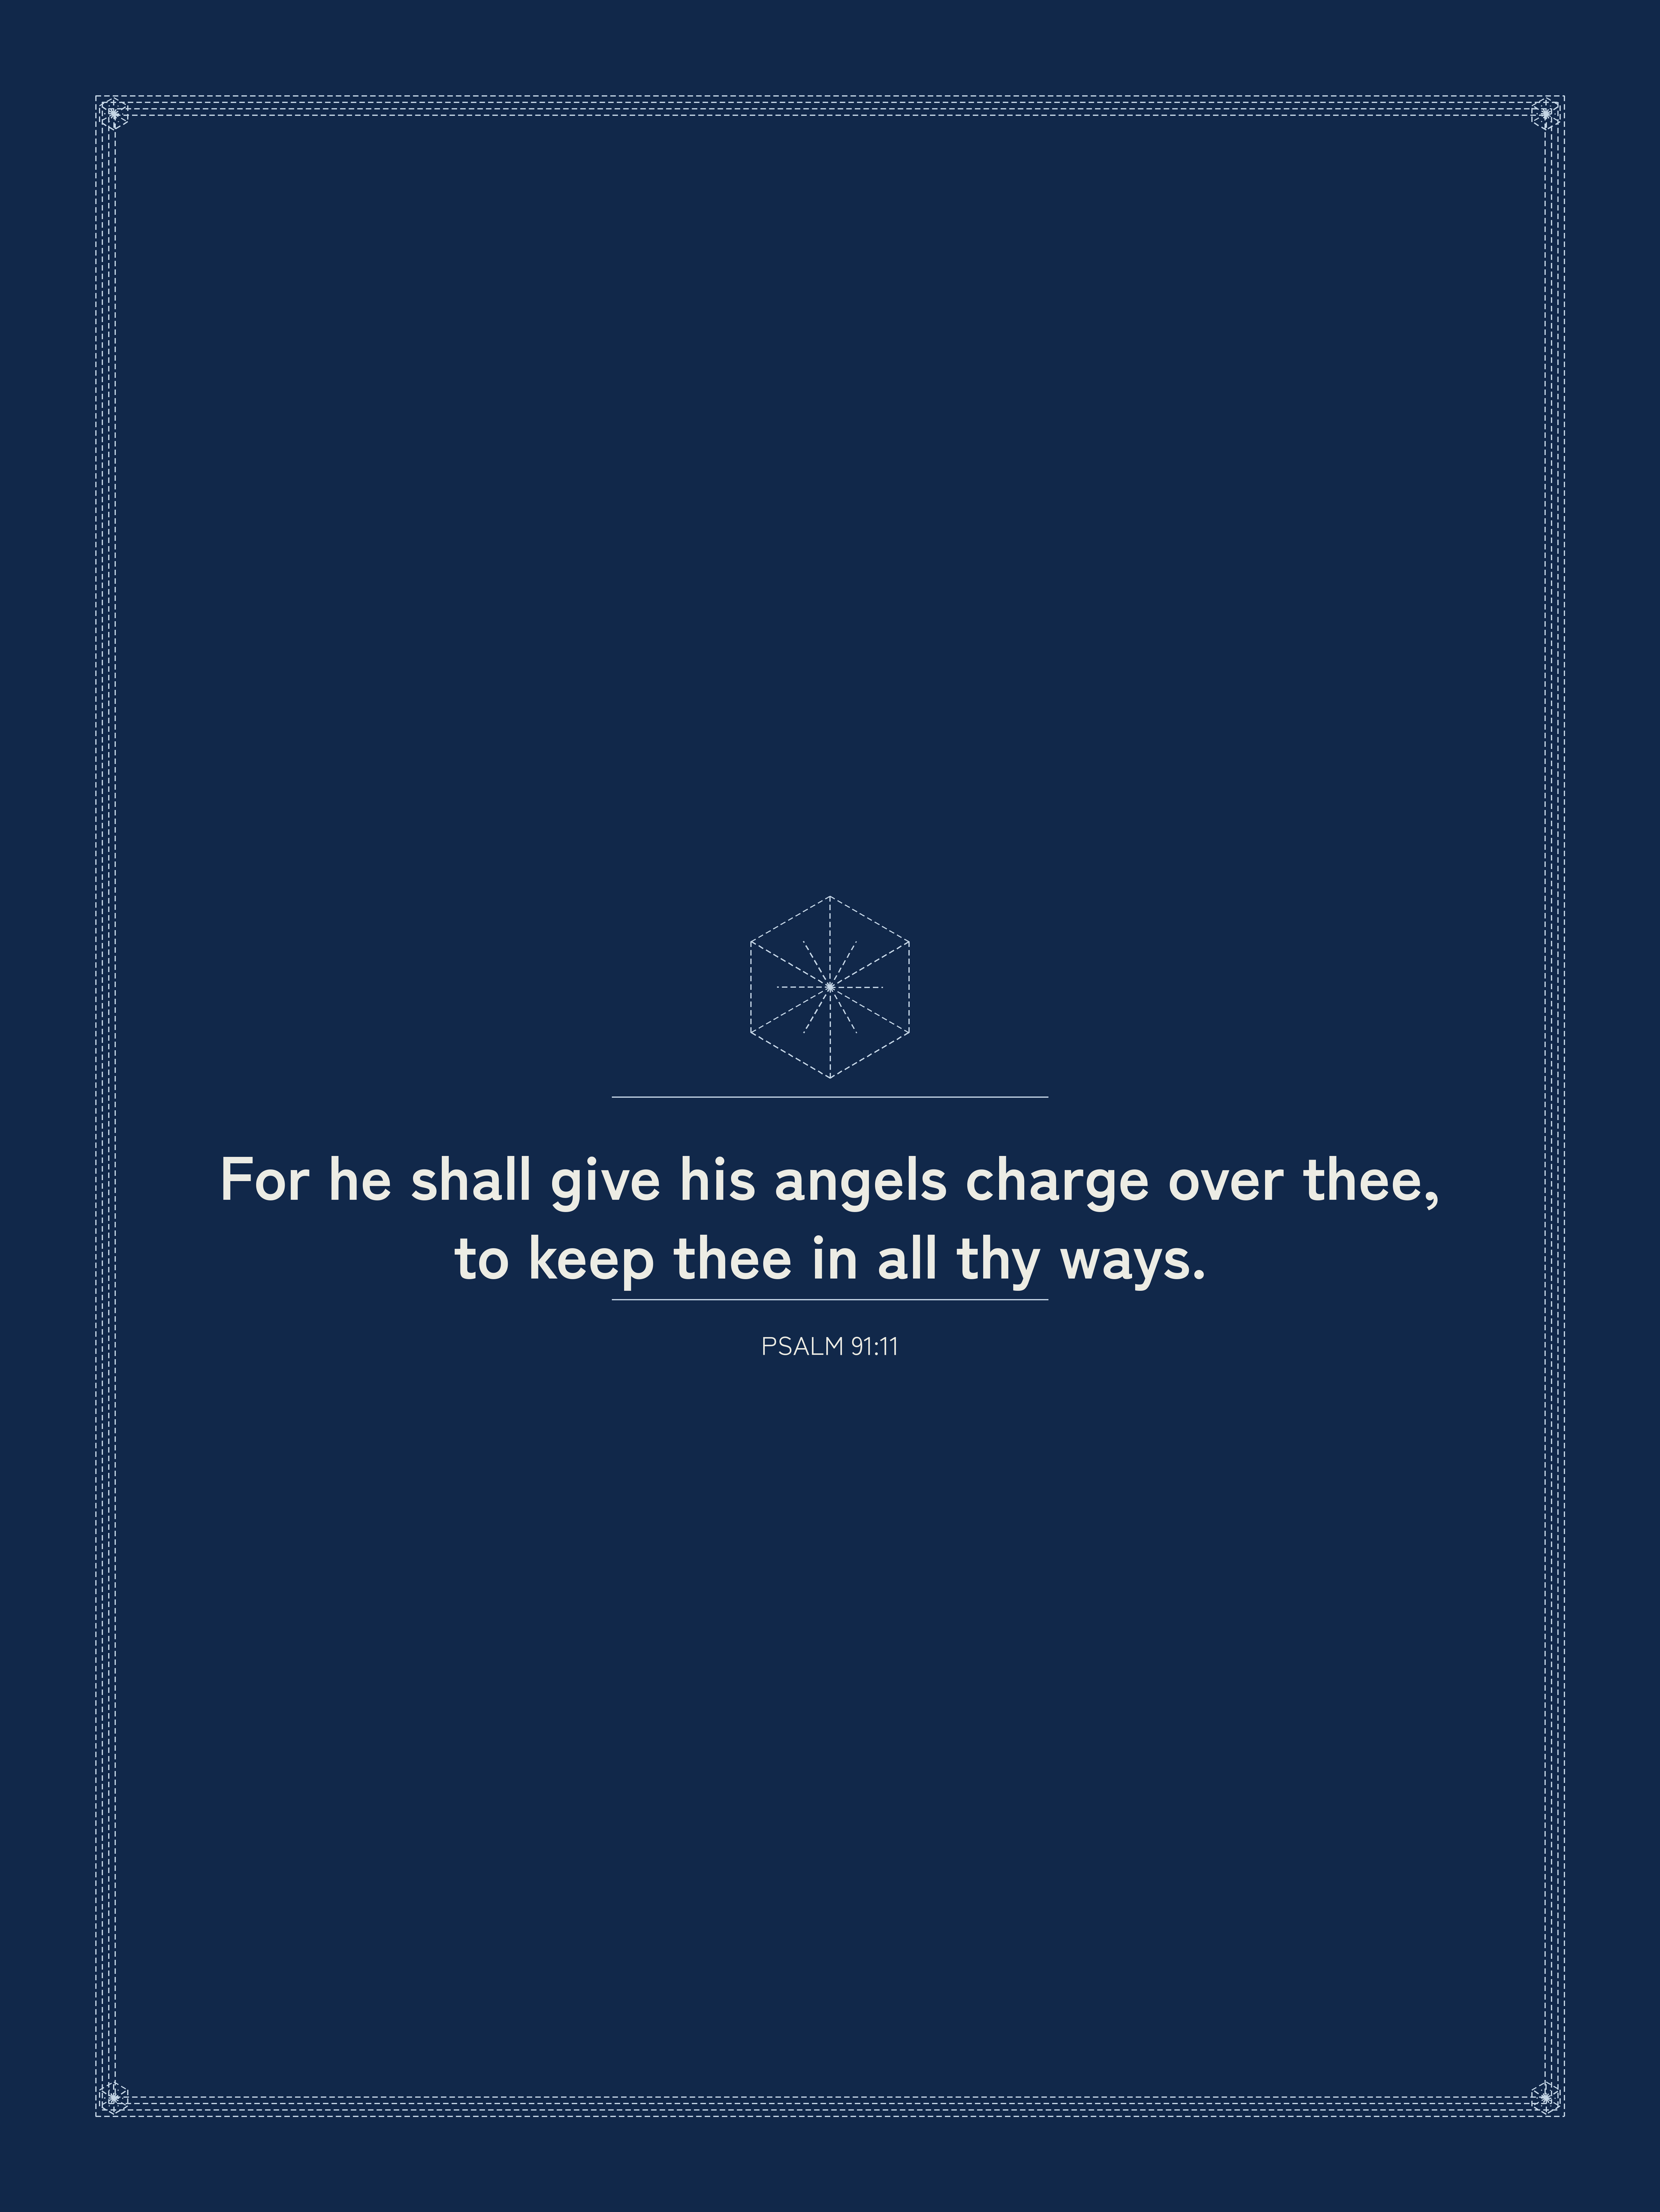 For he shall give his angels charge over thee,
to keep thee in all thy ways.
PSALM 91:11